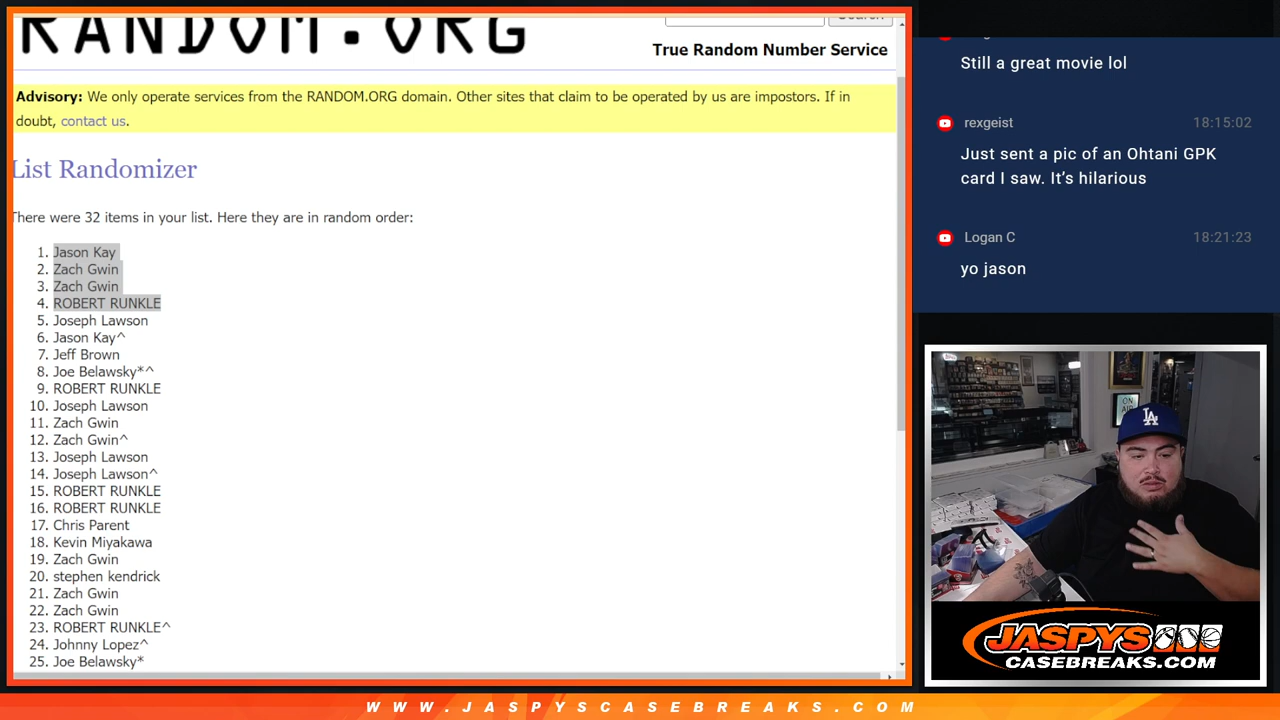 RANDOM.ORG
Search
True Random Number Service
Advisory: We only operate services from the RANDOM.ORG domain. Other sites that claim to be operated by us are impostors. If in
doubt, contact us.
List Randomizer
There were 32 items in your list. Here they are in random order:
1. Jason Kay
2. Zach Gwin
3. Zach Gwin
4. ROBERT RUNKLE
5. Joseph Lawson
6. Jason Kay^
7. Jeff Brown
8. Joe Belawsky*^
9. ROBERT RUNKLE
10. Joseph Lawson
11. Zach Gwin
12. Zach Gwin^
13. Joseph Lawson
14. Joseph Lawson^
15. ROBERT RUNKLE
16. ROBERT RUNKLE
17. Chris Parent
18. Kevin Miyakawa
19. Zach Gwin
20. stephen kendrick
21. Zach Gwin
22. Zach Gwin
23. ROBERT RUNKLE^
24. Johnny Lopez^
25. Joe Belawsky*
Still a great movie lol
rexgeist 18:15:02
Just sent a pic of an Ohtani GPK
card I saw. It's hilarious
Logan C 18:21:23
yo jason
ON
AIR
LA
JASPYS
CASEBREAKS.COM
WWW.JASPYSCASEBREAKS.COM